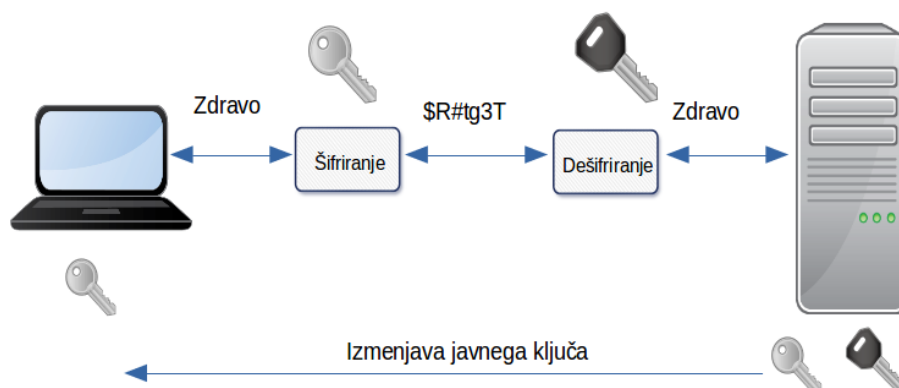 Zdravo
Šifriranje
$R#tg3T
Dešifriranje
Zdravo
Izmenjava javnega ključa